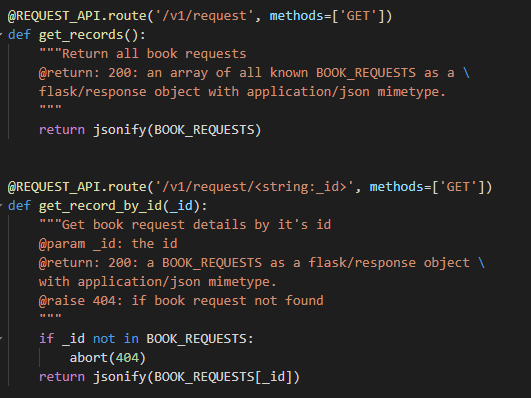 @REQUEST_API.route('/v1/request', methods=['GET'])
def get_records():
    """Return all book requests
    @return: 200: an array of all known BOOK_REQUESTS as a \
    flask/response object with application/json mimetype.
    """
    return jsonify(BOOK_REQUESTS)
@REQUEST_API.route('/v1/request/<string:_id>', methods=['GET'])
def get_record_by_id(_id):
    """Get book request details by it's id
    @param _id: the id
    @return: 200: a BOOK_REQUESTS as a flask/response object \
    with application/json mimetype.
    @raise 404: if book request not found
    """
    if _id not in BOOK_REQUESTS:
        abort(404)
    return jsonify(BOOK_REQUESTS[_id])